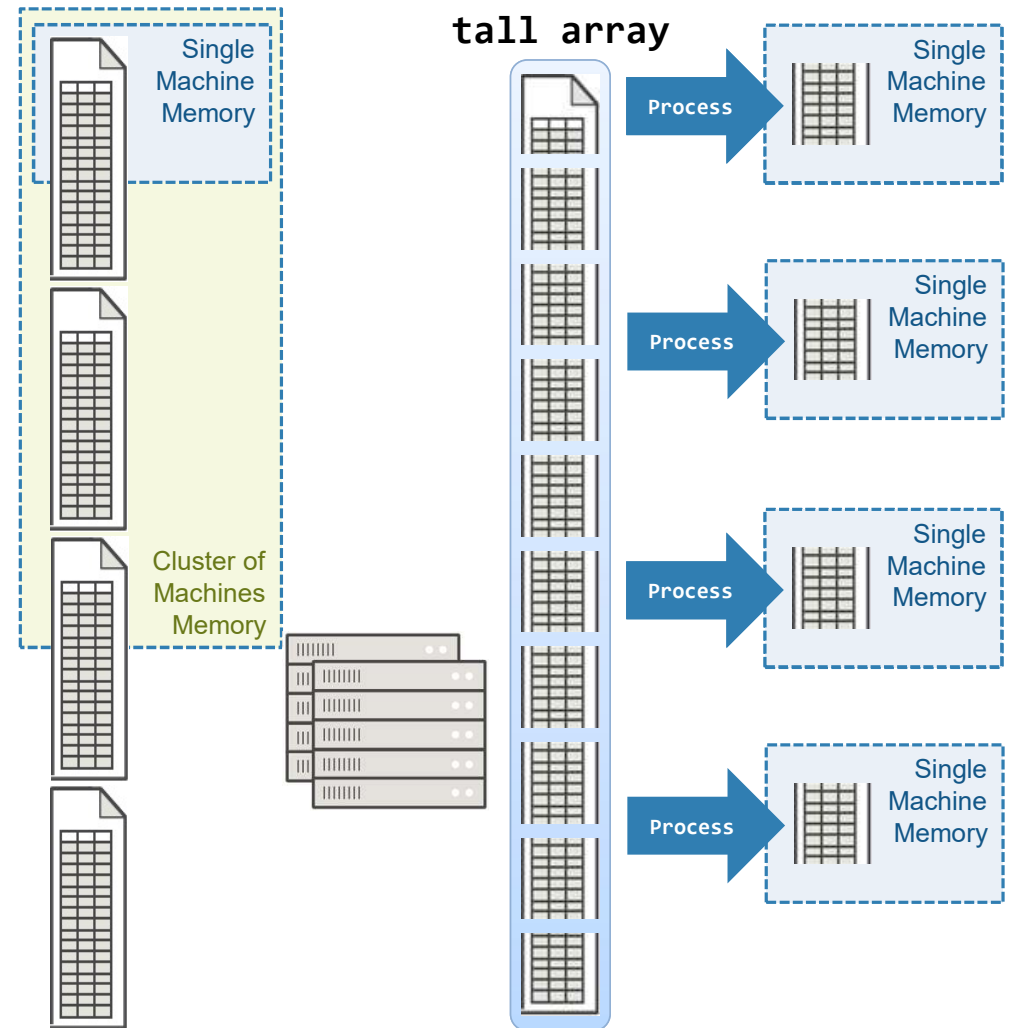 tall array
Single
Machine
Memory
Cluster of
Machines
Memory
Process
Single
Machine
Memory
Process
Single
Machine
Memory
Process
Single
Machine
Memory
Process
Single
Machine
Memory